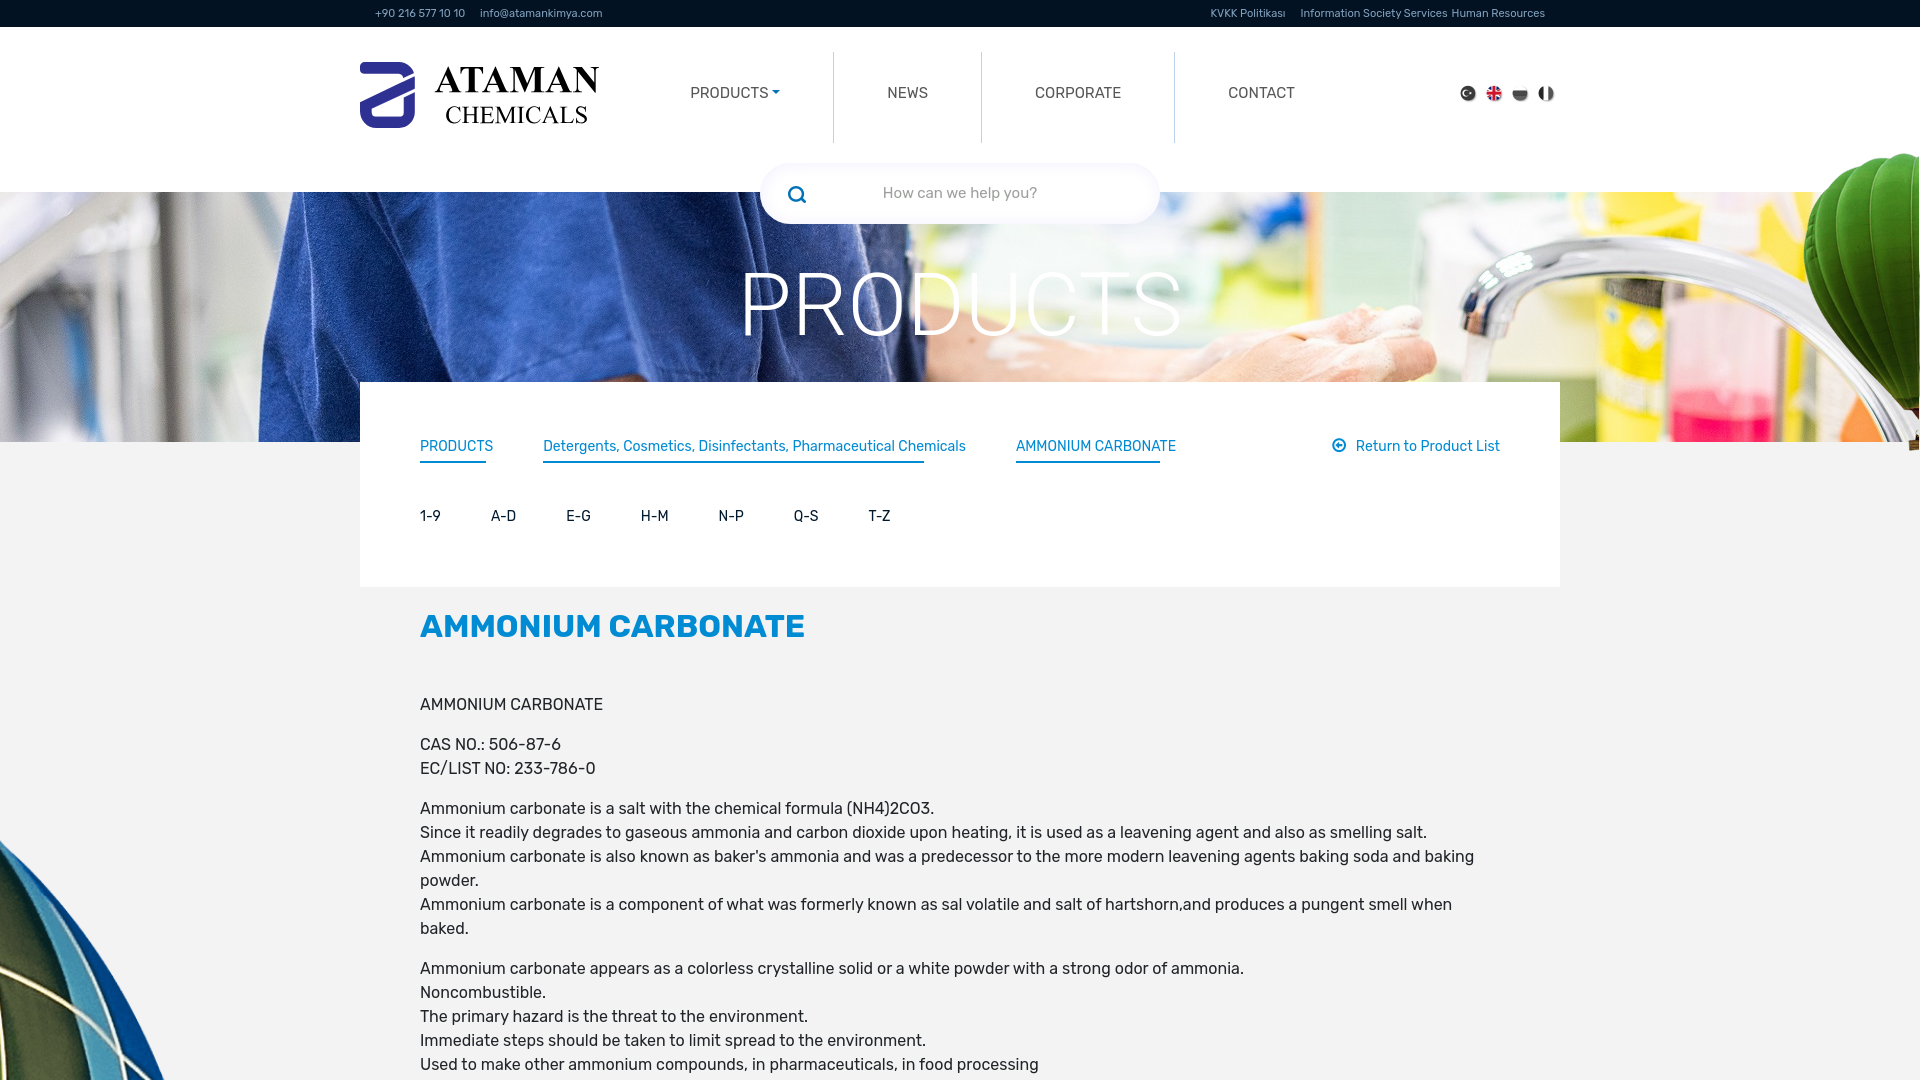 +90 216 577 10 10 info@atamankimya.com KVKK Politikası Information Society Services Human Resources
ATAMAN
CHEMICALS
PRODUCTS NEWS CORPORATE CONTACT
How can we help you?
PRODUCTS
PRODUCTS Detergents, Cosmetics, Disinfectants, Pharmaceutical Chemicals AMMONIUM CARBONATE Return to Product List
1-9 A-D E-G H-M N-P Q-S T-Z
AMMONIUM CARBONATE
AMMONIUM CARBONATE
CAS NO.: 506-87-6
EC/LIST NO: 233-786-0
Ammonium carbonate is a salt with the chemical formula (NH4)2CO3.
Since it readily degrades to gaseous ammonia and carbon dioxide upon heating, it is used as a leavening agent and also as smelling salt.
Ammonium carbonate is also known as baker's ammonia and was a predecessor to the more modern leavening agents baking soda and baking
powder.
Ammonium carbonate is a component of what was formerly known as sal volatile and salt of hartshorn,and produces a pungent smell when
baked.
Ammonium carbonate appears as a colorless crystalline solid or a white powder with a strong odor of ammonia.
Noncombustible.
The primary hazard is the threat to the environment.
Immediate steps should be taken to limit spread to the environment.
Used to make other ammonium compounds, in pharmaceuticals, in food processing